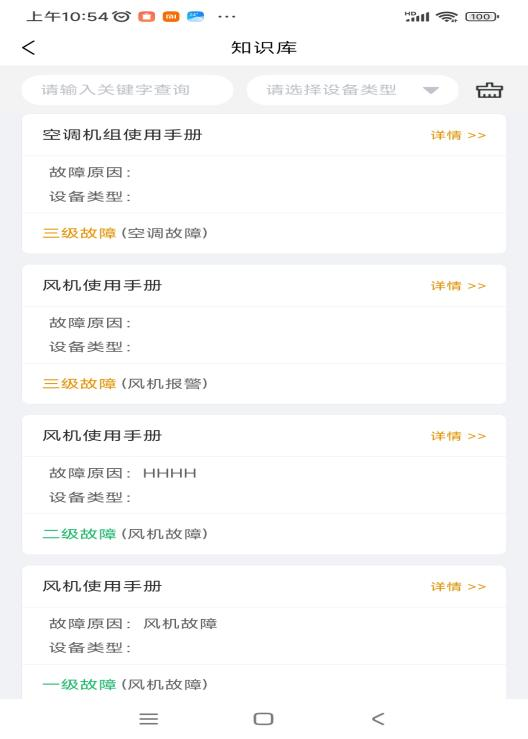 上午10:54 HD 100
知识库
请输入关键字查询 请选择设备类型
空调机组使用手册 详情 >>
故障原因:
设备类型:
三级故障 (空调故障)
风机使用手册 详情 >>
故障原因:
设备类型:
三级故障 (风机报警)
风机使用手册 详情 >>
故障原因: HHHH
设备类型:
二级故障 (风机故障)
风机使用手册 详情 >>
故障原因: 风机故障
设备类型:
一级故障 (风机故障)